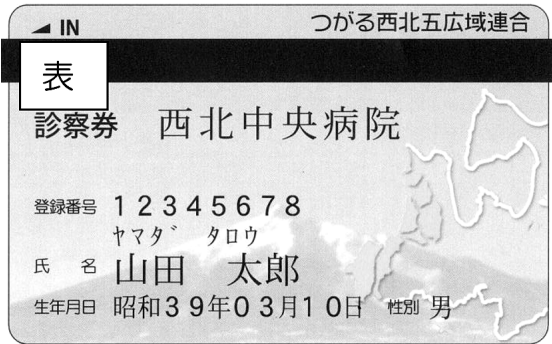 ◢ IN
つがる西北五広域連合
表
診察券 西北中央病院
登録番号 12345678
ヤマダ タロウ
氏名 山田 太郎
生年月日 昭和39年03月10日 性別 男